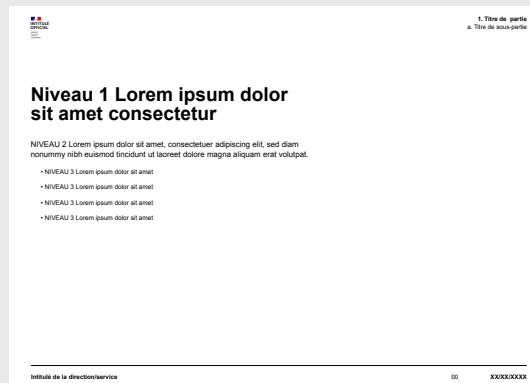 INTITULÉ
OFFICIEL
1. Titre de partie
a. Titre de sous-partie
Niveau 1 Lorem ipsum dolor
sit amet consectetur
NIVEAU 2 Lorem ipsum dolor sit amet, consectetuer adipiscing elit, sed diam
nonummy nibh euismod tincidunt ut laoreet dolore magna aliquam erat volutpat.
• NIVEAU 3 Lorem ipsum dolor sit amet
• NIVEAU 3 Lorem ipsum dolor sit amet
• NIVEAU 3 Lorem ipsum dolor sit amet
• NIVEAU 3 Lorem ipsum dolor sit amet
Intitulé de la direction/service 00 XX/XX/XXXX